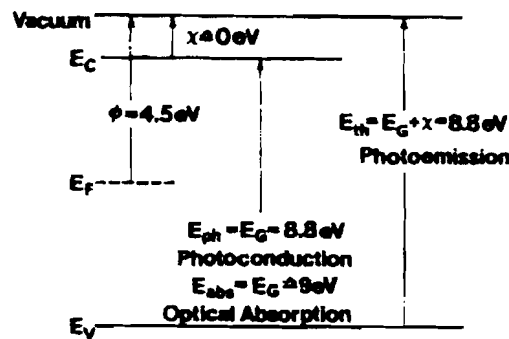 Vacuum
χ≏0eV
E_C
ϕ=4.5eV
E_th=E_G+χ=8.8eV
Photoemission
E_F
E_ph=E_G=8.8eV
Photoconduction
E_abs=E_G≏9eV
Optical Absorption
E_V